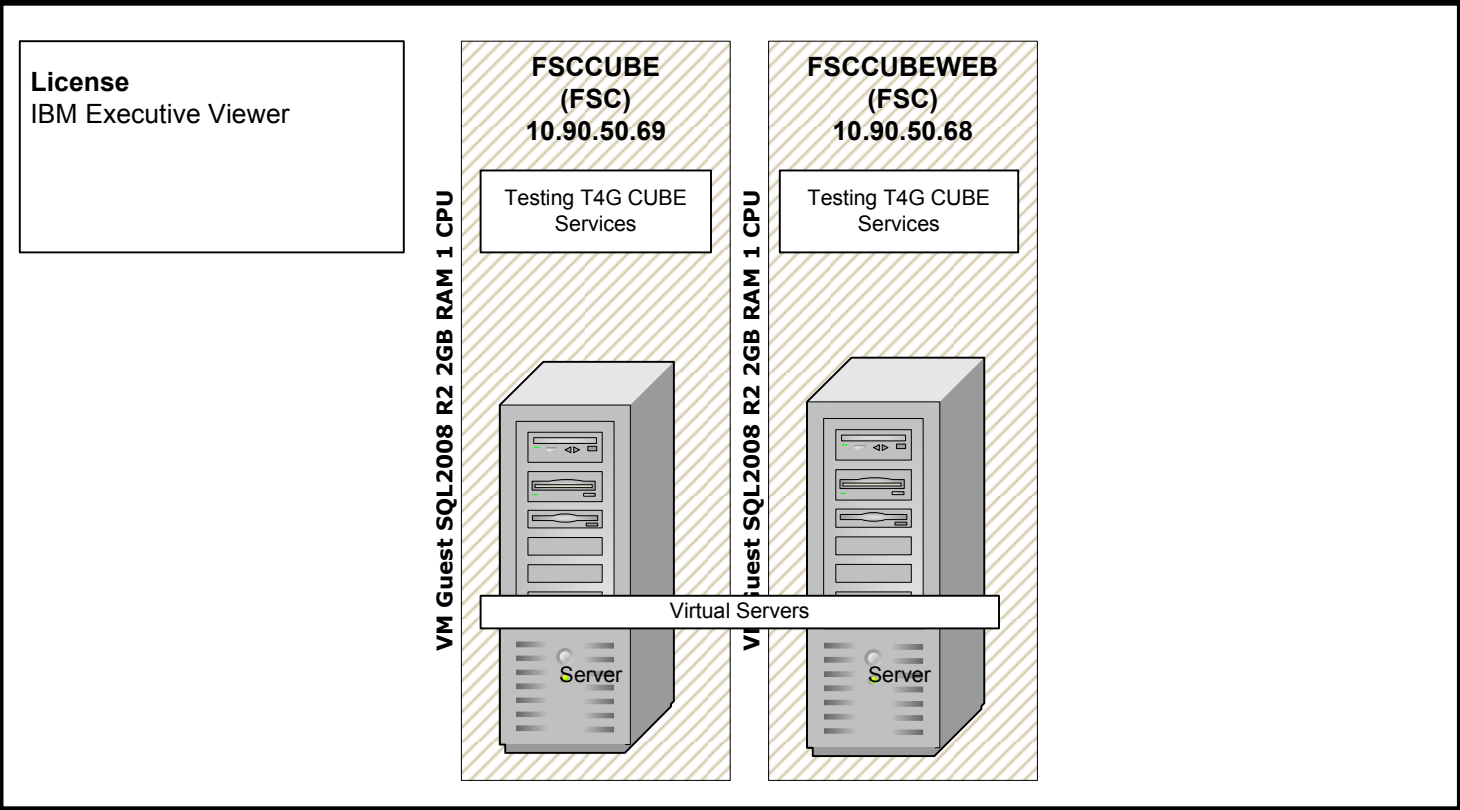 License
IBM Executive Viewer
VM Guest SQL2008 R2 2GB RAM 1 CPU
FSCCUBE
(FSC)
10.90.50.69
Testing T4G CUBE
Services
Server
VM Guest SQL2008 R2 2GB RAM 1 CPU
FSCCUBEWEB
(FSC)
10.90.50.68
Testing T4G CUBE
Services
Server
Virtual Servers